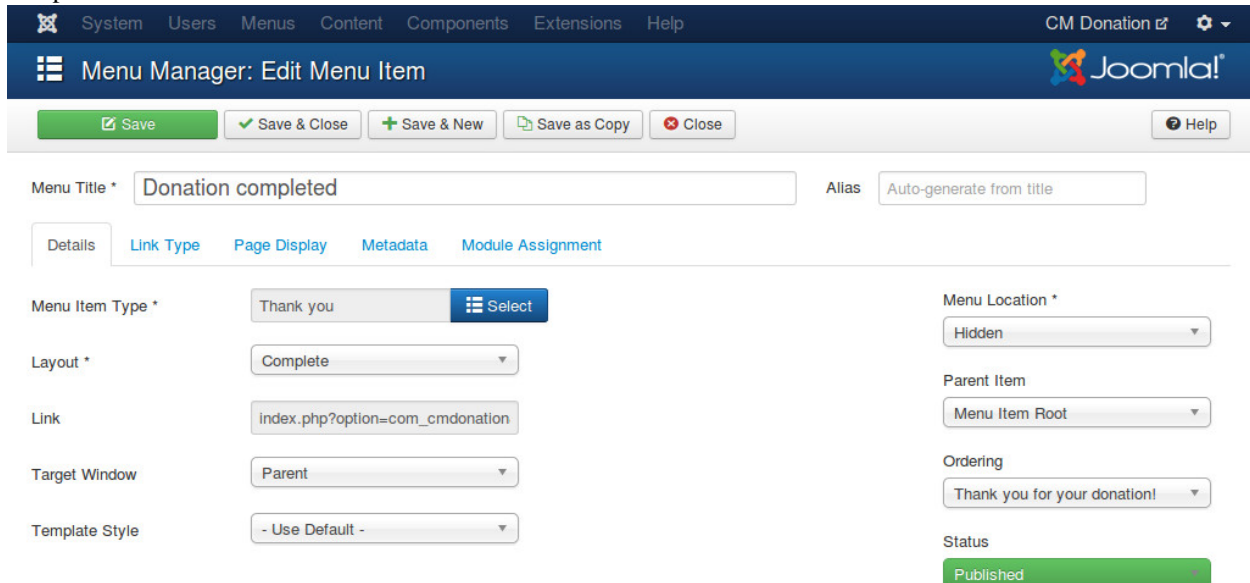 System Users Menus Content Components Extensions Help CM Donation
Menu Manager: Edit Menu Item Joomla!
Save Save & Close Save & New Save as Copy Close Help
Menu Title * Donation completed Alias Auto-generate from title
Details Link Type Page Display Metadata Module Assignment
Menu Item Type * Thank you Select
Layout * Complete
Link index.php?option=com_cmdonation
Target Window Parent
Template Style - Use Default -
Menu Location *
Hidden
Parent Item
Menu Item Root
Ordering
Thank you for your donation!
Status
Published